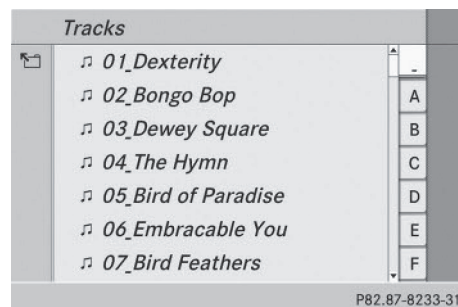 Tracks
01_Dexterity
_
02_Bongo Bop
A
03_Dewey Square
B
04_The Hymn
C
05_Bird of Paradise
D
06_Embracable You
E
07_Bird Feathers
F
P82.87-8233-31